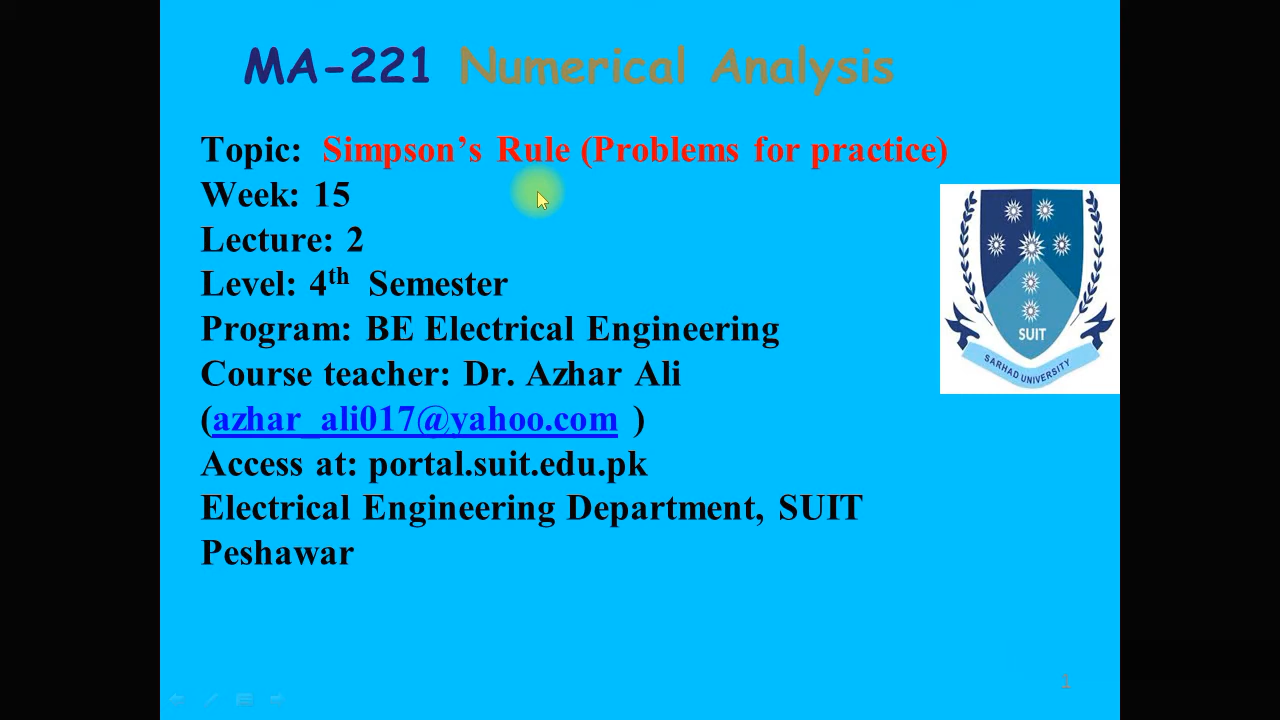 MA-221 Numerical Analysis
Topic: Simpson’s Rule (Problems for practice)
Week: 15
Lecture: 2
Level: 4th Semester
Program: BE Electrical Engineering
Course teacher: Dr. Azhar Ali
(azhar_ali017@yahoo.com )
Access at: portal.suit.edu.pk
Electrical Engineering Department, SUIT
Peshawar
SUIT
SARHAD UNIVERSITY
1